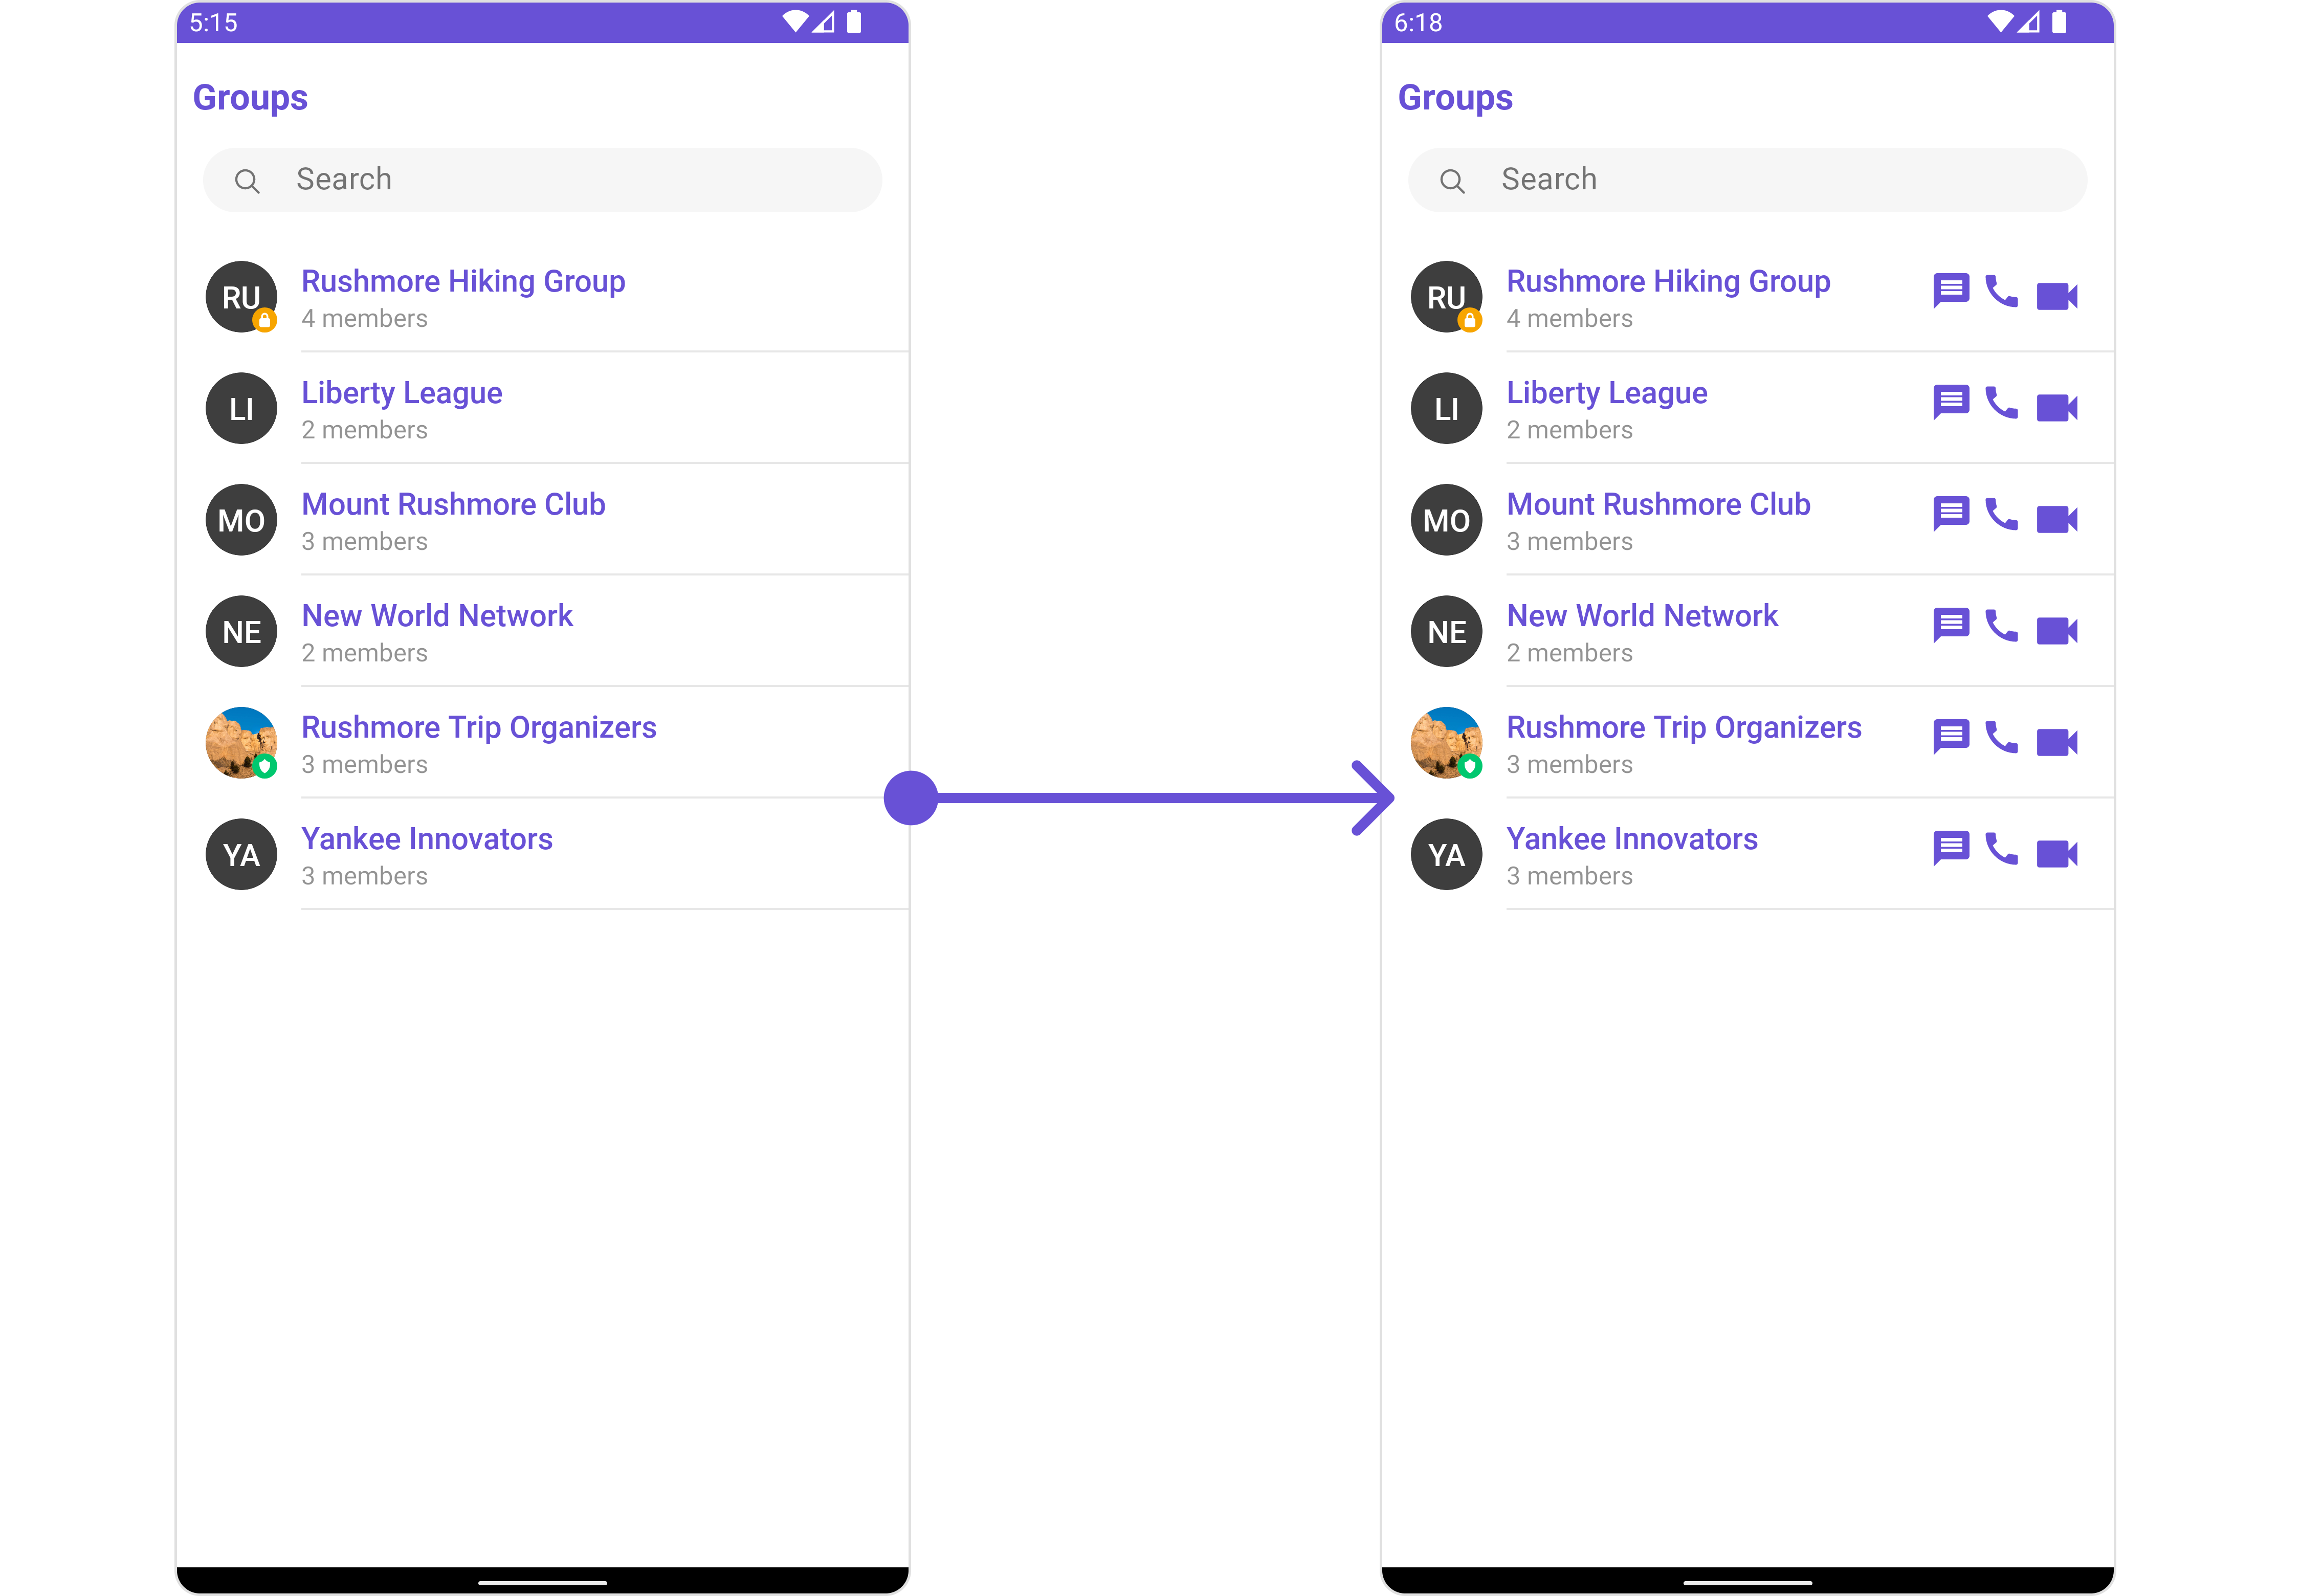 5:15
Groups
Search
RU
Rushmore Hiking Group
4 members
LI
Liberty League
2 members
MO
Mount Rushmore Club
3 members
NE
New World Network
2 members
Rushmore Trip Organizers
3 members
YA
Yankee Innovators
3 members
6:18
Groups
Search
RU
Rushmore Hiking Group
4 members
LI
Liberty League
2 members
MO
Mount Rushmore Club
3 members
NE
New World Network
2 members
Rushmore Trip Organizers
3 members
YA
Yankee Innovators
3 members